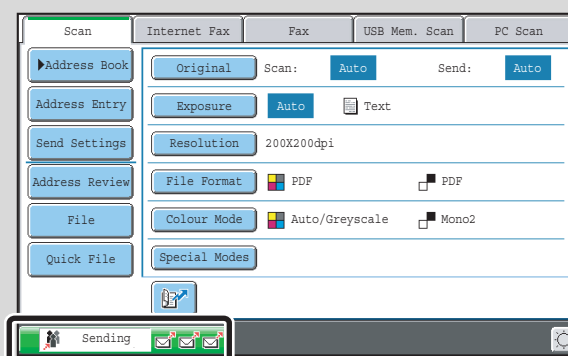 Scan Internet Fax Fax USB Mem. Scan PC Scan
Address Book Original Scan: Auto Send: Auto
Address Entry Exposure Auto Text
Send Settings Resolution 200X200dpi
Address Review File Format PDF PDF
File Colour Mode Auto/Greyscale Mono2
Quick File Special Modes
Sending